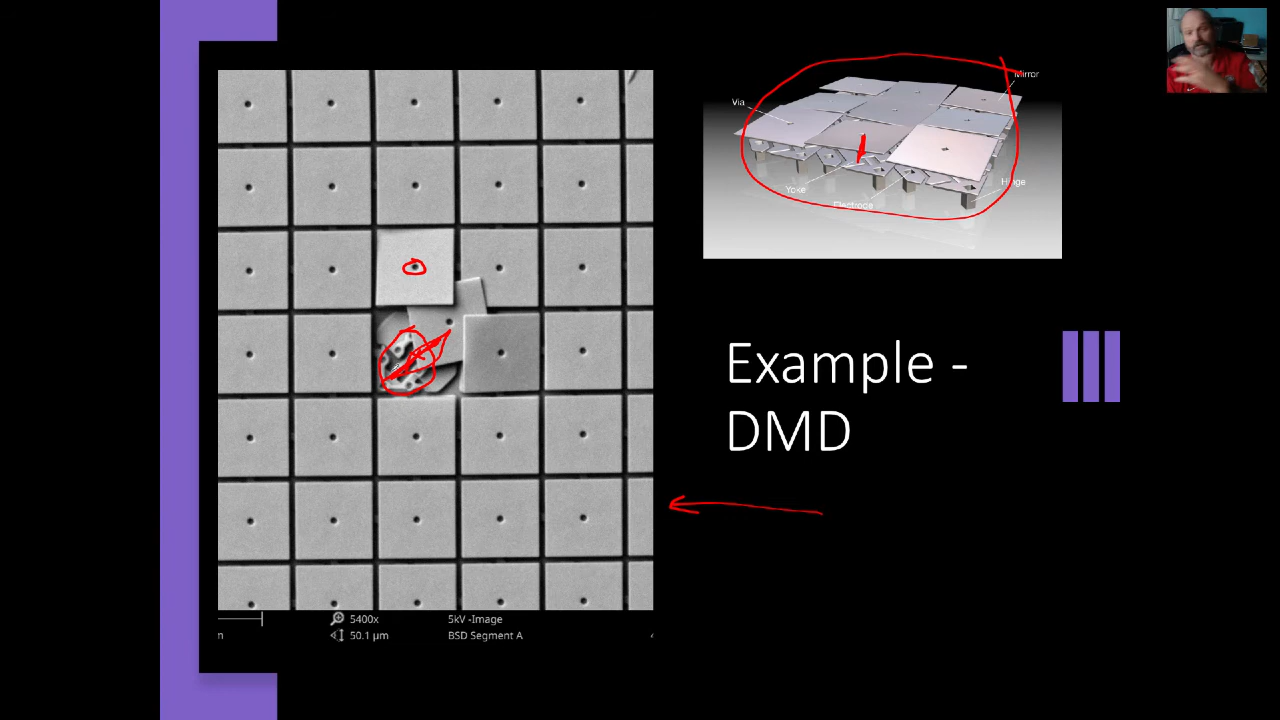 Mirror
Via
Yoke
Hinge
Electrode
Example -
DMD
5400x
5kV -Image
50.1 µm
BSD Segment A